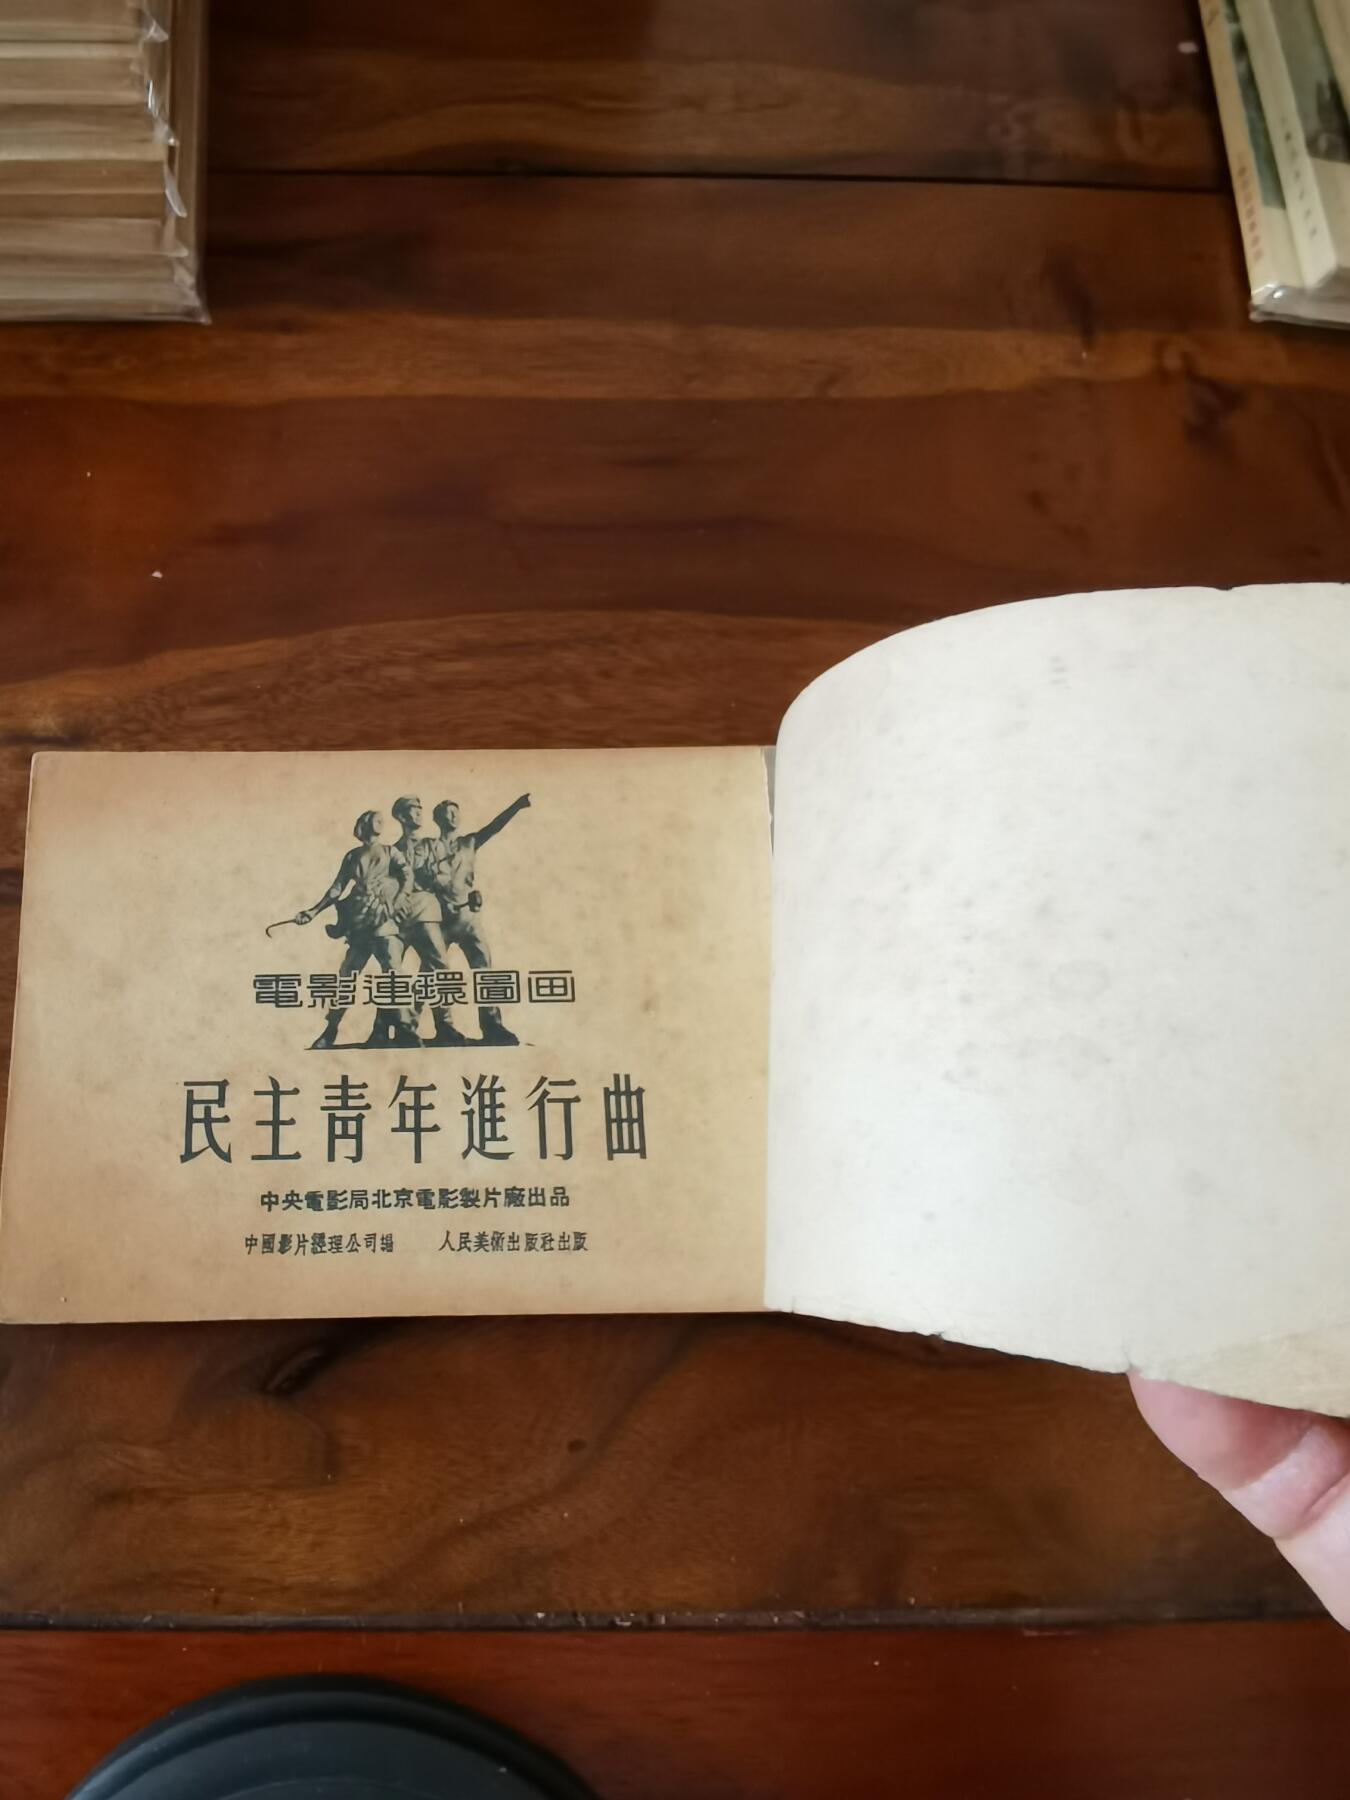 電影連環圖画
民主青年進行曲
中央電影局北京電影製片廠出品
中國影片經理公司編 人民美術出版社出版